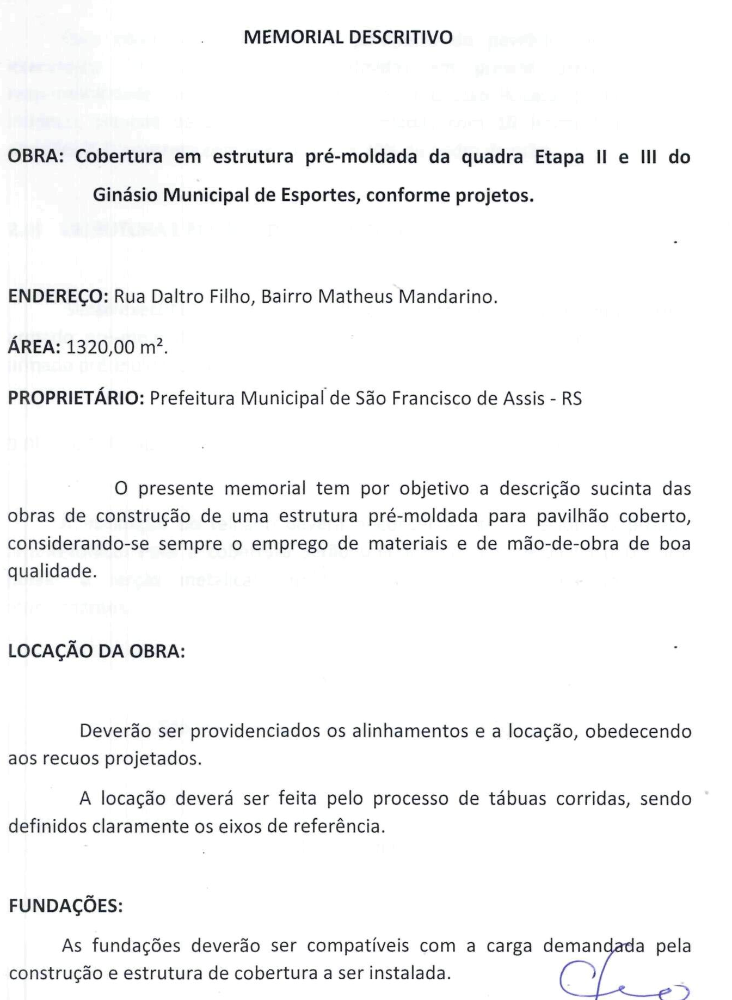 MEMORIAL DESCRITIVO
OBRA: Cobertura em estrutura pré-moldada da quadra Etapa II e III do
Ginásio Municipal de Esportes, conforme projetos.
ENDEREÇO: Rua Daltro Filho, Bairro Matheus Mandarino.
ÁREA: 1320,00 m².
PROPRIETÁRIO: Prefeitura Municipal de São Francisco de Assis - RS
O presente memorial tem por objetivo a descrição sucinta das
obras de construção de uma estrutura pré-moldada para pavilhão coberto,
considerando-se sempre o emprego de materiais e de mão-de-obra de boa
qualidade.
LOCAÇÃO DA OBRA:
Deverão ser providenciados os alinhamentos e a locação, obedecendo
aos recuos projetados.
A locação deverá ser feita pelo processo de tábuas corridas, sendo
definidos claramente os eixos de referência.
FUNDAÇÕES:
As fundações deverão ser compatíveis com a carga demandada pela
construção e estrutura de cobertura a ser instalada.